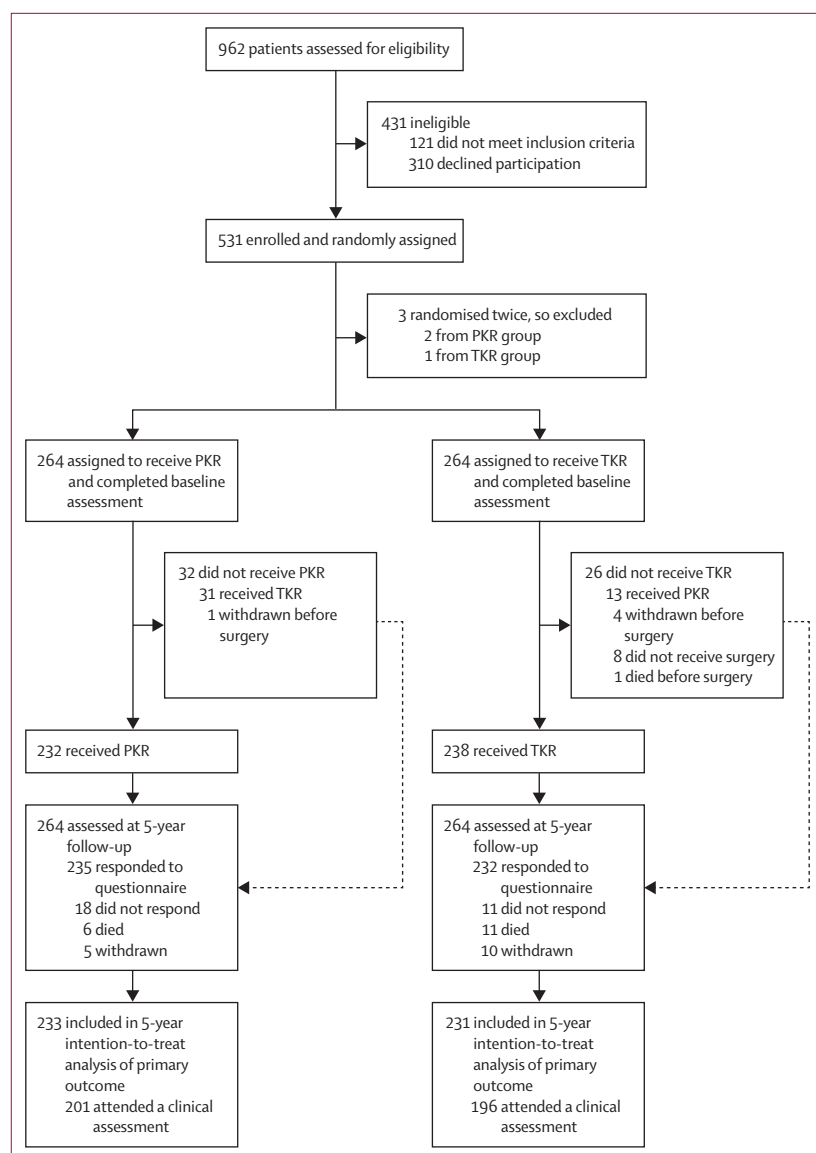 962 patients assessed for eligibility
431 ineligible
121 did not meet inclusion criteria
310 declined participation
531 enrolled and randomly assigned
3 randomised twice, so excluded
2 from PKR group
1 from TKR group
264 assigned to receive PKR
and completed baseline
assessment
264 assigned to receive TKR
and completed baseline
assessment
32 did not receive PKR
31 received TKR
1 withdrawn before
surgery
26 did not receive TKR
13 received PKR
4 withdrawn before
surgery
8 did not receive surgery
1 died before surgery
232 received PKR
238 received TKR
264 assessed at 5-year
follow-up
235 responded to
questionnaire
18 did not respond
6 died
5 withdrawn
264 assessed at 5-year
follow-up
232 responded to
questionnaire
11 did not respond
11 died
10 withdrawn
233 included in 5-year
intention-to-treat
analysis of primary
outcome
201 attended a clinical
assessment
231 included in 5-year
intention-to-treat
analysis of primary
outcome
196 attended a clinical
assessment